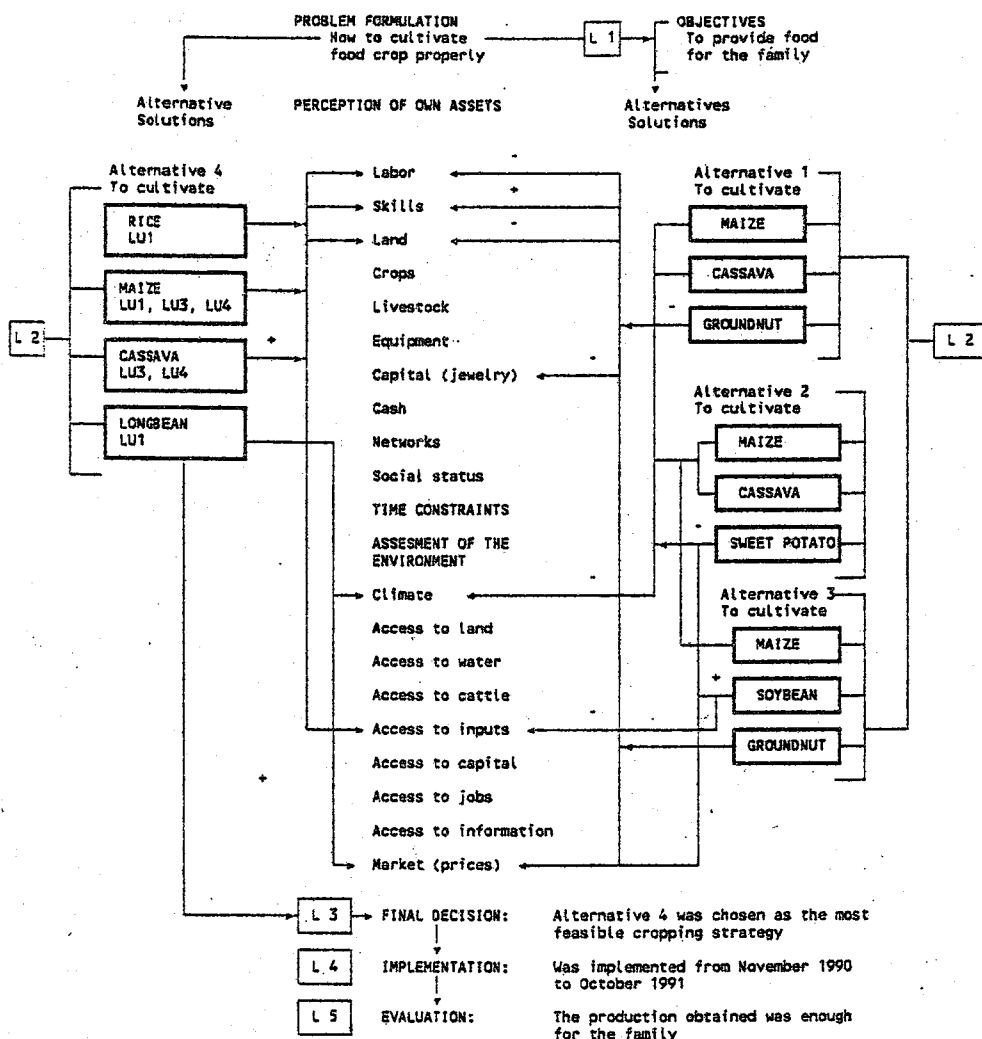 PROBLEM FORMULATION
How to cultivate
food crop properly
L 1
OBJECTIVES
To provide food
for the family
Alternative
Solutions
PERCEPTION OF OWN ASSETS
Alternatives
Solutions
Alternative 4
To cultivate
RICE
LU1
MAIZE
LU1, LU3, LU4
L 2
+
CASSAVA
LU3, LU4
LONGBEAN
LU1
Labor
-
Skills
+
Land
-
Crops
Livestock
Equipment
Capital (jewelry)
-
Cash
Networks
Social status
TIME CONSTRAINTS
ASSESMENT OF THE
ENVIRONMENT
Climate
-
Access to land
Access to water
Access to cattle
Access to inputs
-
Access to capital
+
Access to jobs
Access to information
Market (prices)
Alternative 1
To cultivate
MAIZE
CASSAVA
-
GROUNDNUT
L 2
Alternative 2
To cultivate
MAIZE
CASSAVA
-
SWEET POTATO
Alternative 3
To cultivate
MAIZE
+
SOYBEAN
GROUNDNUT
L 3
FINAL DECISION:
Alternative 4 was chosen as the most
feasible cropping strategy
L 4
IMPLEMENTATION:
Was implemented from November 1990
to October 1991
L 5
EVALUATION:
The production obtained was enough
for the family